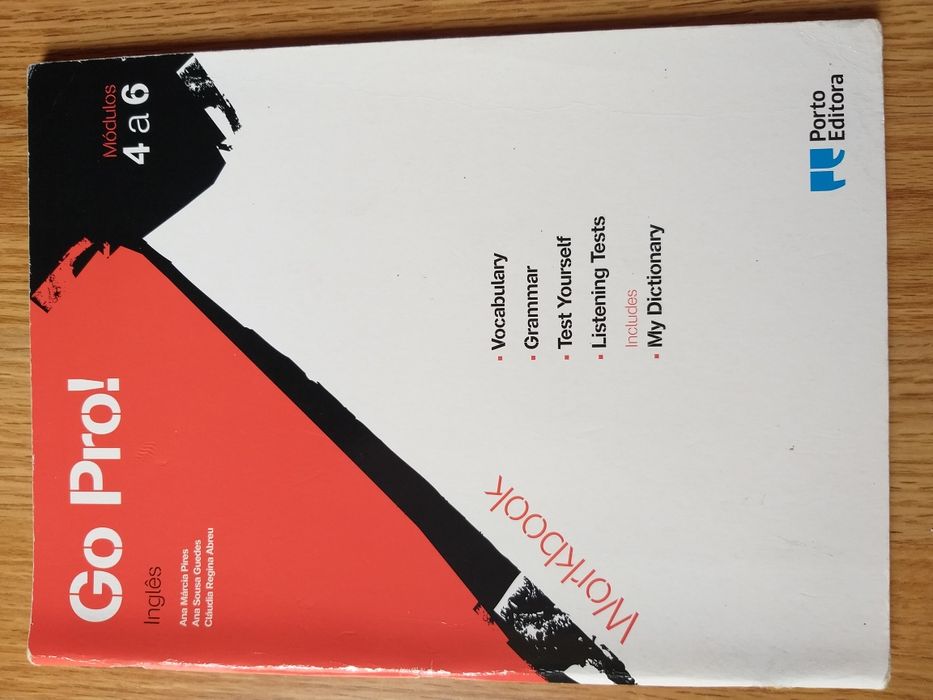 Go Pro!
Inglês
Módulos
4 a 6
Ana Márcia Pires
Ana Sousa Guedes
Cláudia Regina Abreu
Workbook
▪ Vocabulary
▪ Grammar
▪ Test Yourself
▪ Listening Tests
Includes
▪ My Dictionary
Porto
Editora